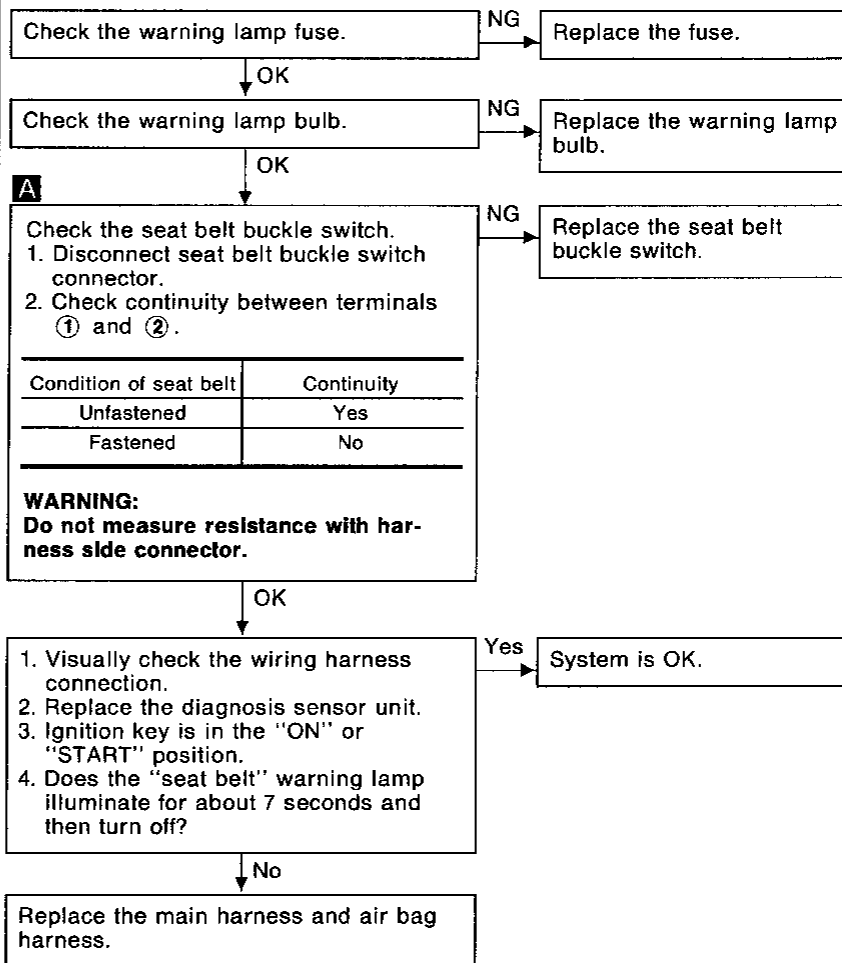 Check the warning lamp fuse.
NG
Replace the fuse.
OK
Check the warning lamp bulb.
NG
Replace the warning lamp
bulb.
OK
A
Check the seat belt buckle switch.
1. Disconnect seat belt buckle switch
connector.
2. Check continuity between terminals
① and ②.
Condition of seat belt Continuity
Unfastened Yes
Fastened No
WARNING:
Do not measure resistance with har-
ness side connector.
NG
Replace the seat belt
buckle switch.
OK
1. Visually check the wiring harness
connection.
2. Replace the diagnosis sensor unit.
3. Ignition key is in the "ON" or
"START" position.
4. Does the "seat belt" warning lamp
illuminate for about 7 seconds and
then turn off?
Yes
System is OK.
No
Replace the main harness and air bag
harness.